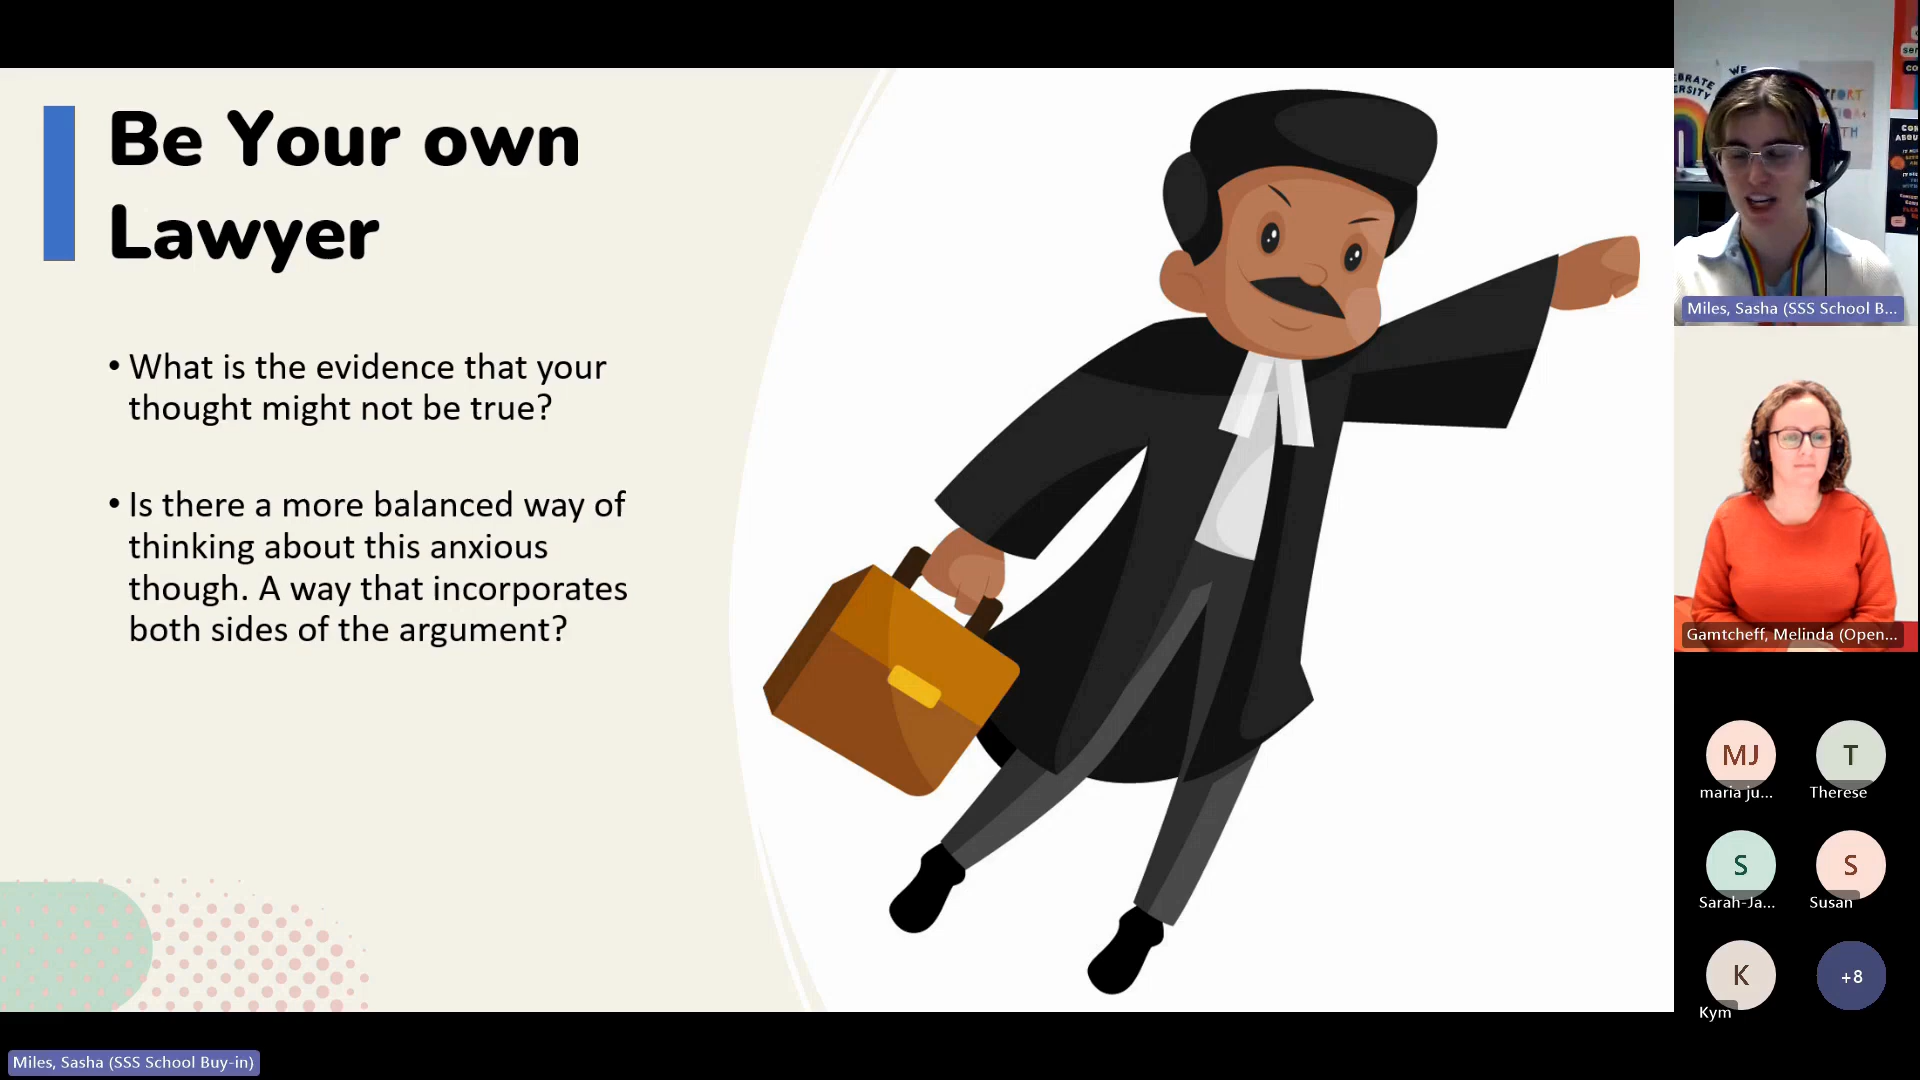 Be Your own
Lawyer
• What is the evidence that your
thought might not be true?
• Is there a more balanced way of
thinking about this anxious
though. A way that incorporates
both sides of the argument?
WE
Miles, Sasha (SSS School B...
Gamtcheff, Melinda (Open...
MJ
maria ju...
T
Therese
S
Sarah-Ja...
S
Susan
K
Kym
+8
Miles, Sasha (SSS School Buy-in)